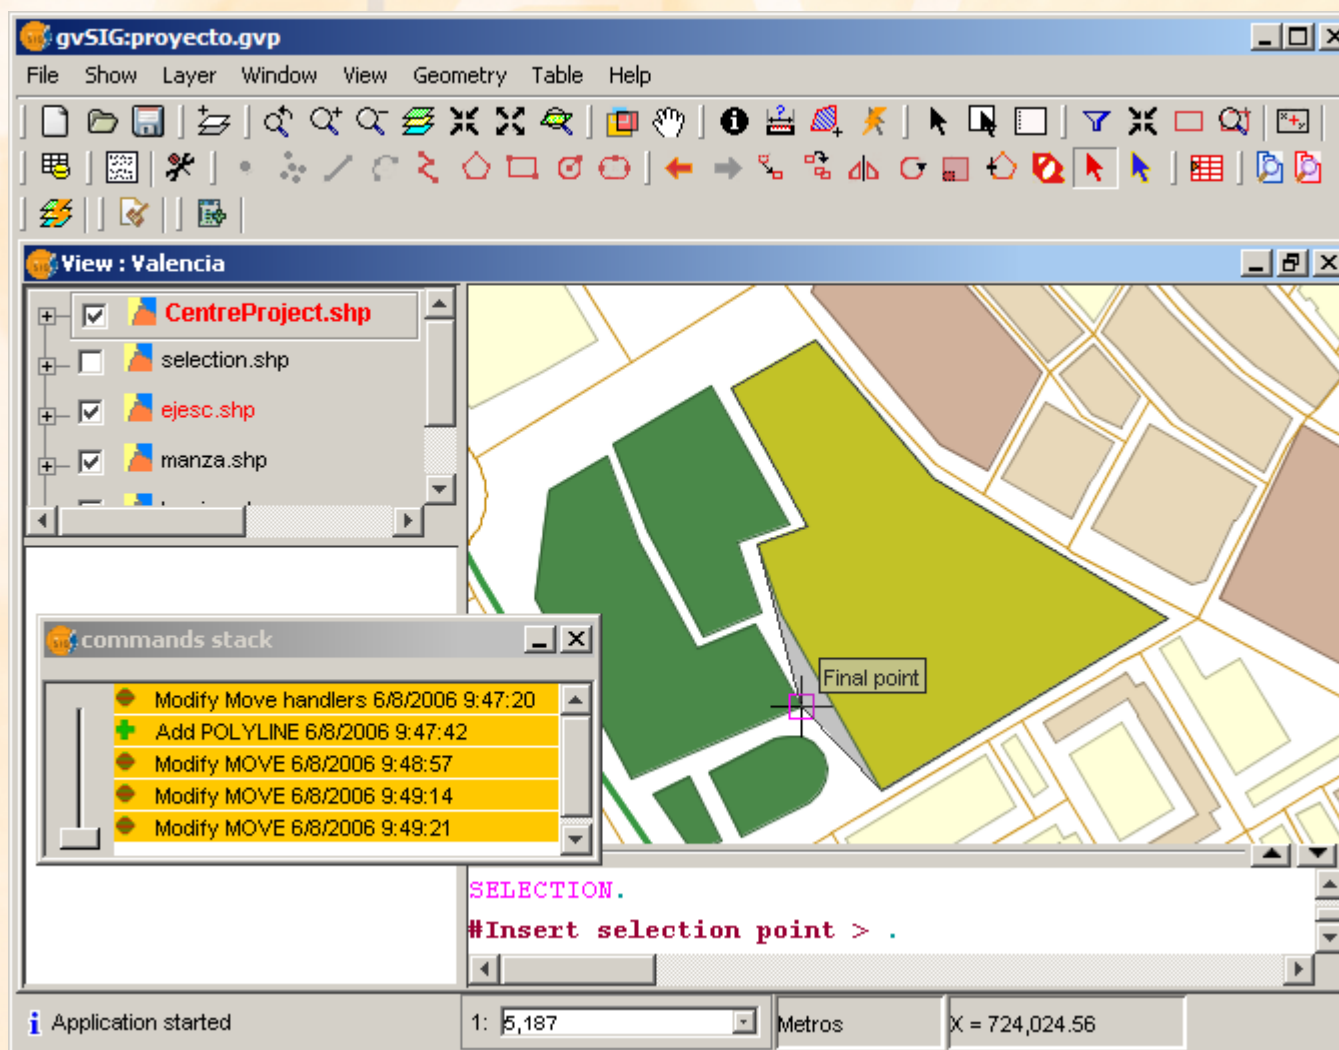 gvSIG:proyecto.gvp
File Show Layer Window View Geometry Table Help
View : Valencia
CentreProject.shp
selection.shp
ejesc.shp
manza.shp
commands stack
Modify Move handlers 6/8/2006 9:47:20
Add POLYLINE 6/8/2006 9:47:42
Modify MOVE 6/8/2006 9:48:57
Modify MOVE 6/8/2006 9:49:14
Modify MOVE 6/8/2006 9:49:21
Final point
SELECTION.
#Insert selection point > .
Application started
1: 5,187
Metros
X = 724,024.56